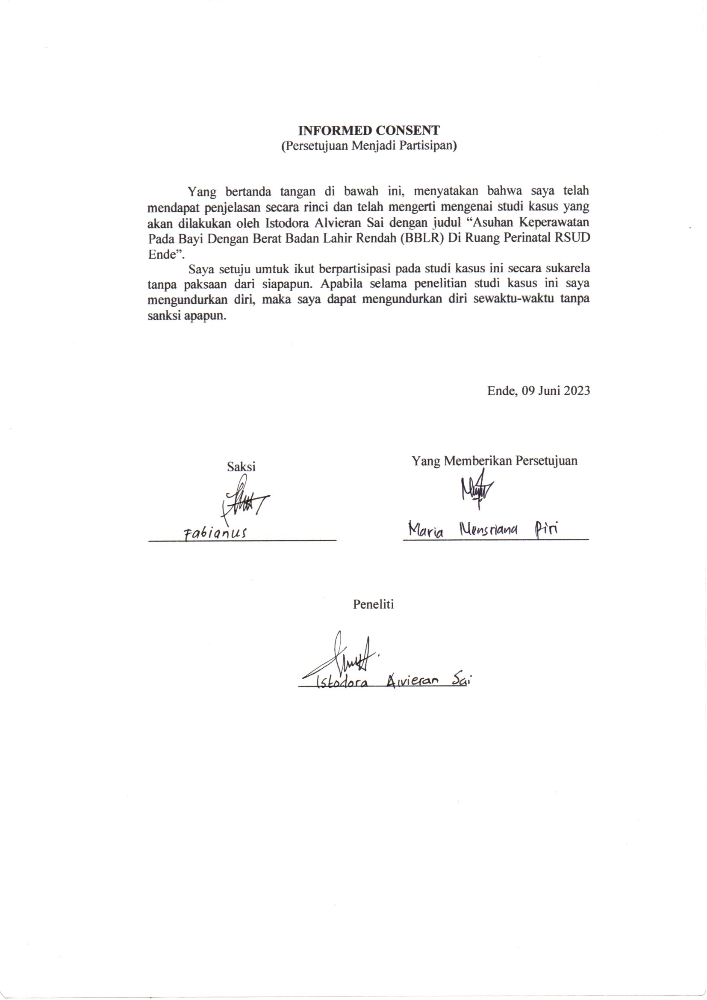 INFORMED CONSENT
(Persetujuan Menjadi Partisipan)
Yang bertanda tangan di bawah ini, menyatakan bahwa saya telah
mendapat penjelasan secara rinci dan telah mengerti mengenai studi kasus yang
akan dilakukan oleh Istodora Alvieran Sai dengan judul “Asuhan Keperawatan
Pada Bayi Dengan Berat Badan Lahir Rendah (BBLR) Di Ruang Perinatal RSUD
Ende”.
Saya setuju umtuk ikut berpartisipasi pada studi kasus ini secara sukarela
tanpa paksaan dari siapapun. Apabila selama penelitian studi kasus ini saya
mengundurkan diri, maka saya dapat mengundurkan diri sewaktu-waktu tanpa
sanksi apapun.
Ende, 09 Juni 2023
Saksi
Yang Memberikan Persetujuan
Fabianus
Maria Mensriana Piri
Peneliti
Istodora Alvieran Sai